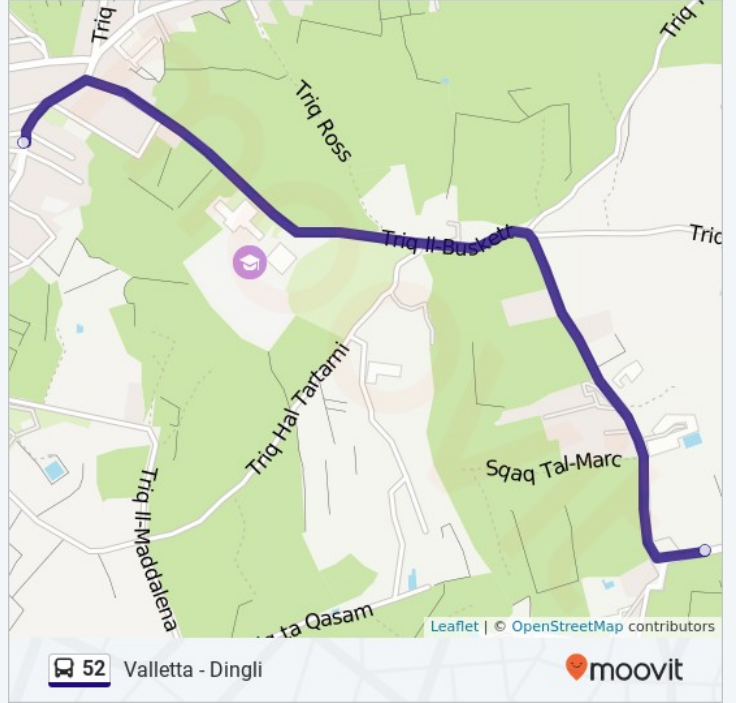 Triq
Triq
Triq Ross
Triq Il-Buskett
Triq Hal Tartarni
Sqaq Tal-Marc
Triq Il-Maddalena
ta Qasam
Leaflet | © OpenStreetMap contributors
52 Valletta - Dingli
moovit